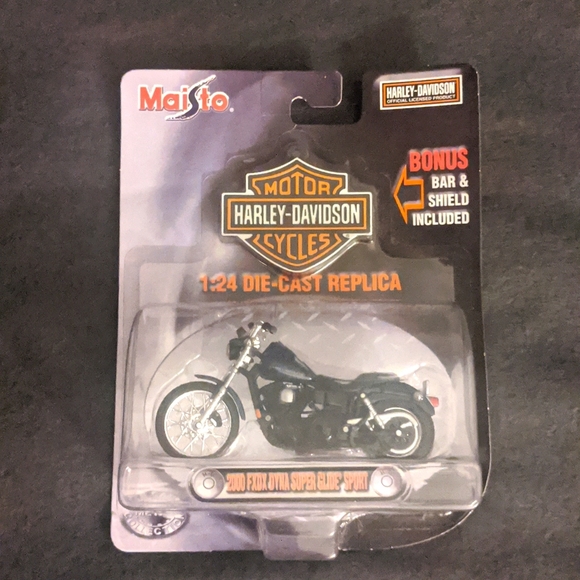 Maisto
HARLEY-DAVIDSON
OFFICIAL LICENSED PRODUCT
BONUS
BAR &
SHIELD
INCLUDED
MOTOR
HARLEY-DAVIDSON
CYCLES
1:24 DIE-CAST REPLICA
2000 FXDX DYNA SUPER GLIDE® SPORT